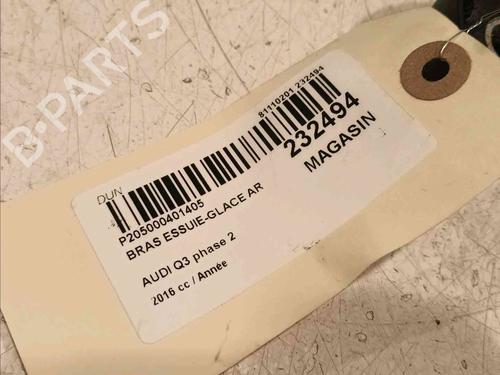 B-PARTS
DUN
81110201 232494
P205000401405
232494
BRAS ESSUIE-GLACE AR
MAGASIN
AUDI Q3 phase 2
2016 cc / Année